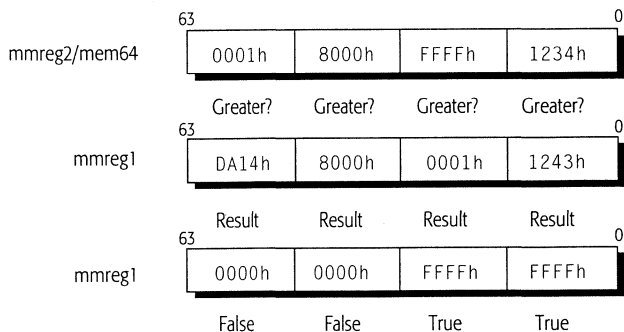 63 0
mmreg2/mem64 0001h 8000h FFFFh 1234h
Greater? Greater? Greater? Greater?
63 0
mmreg1 DA14h 8000h 0001h 1243h
Result Result Result Result
63 0
mmreg1 0000h 0000h FFFFh FFFFh
False False True True